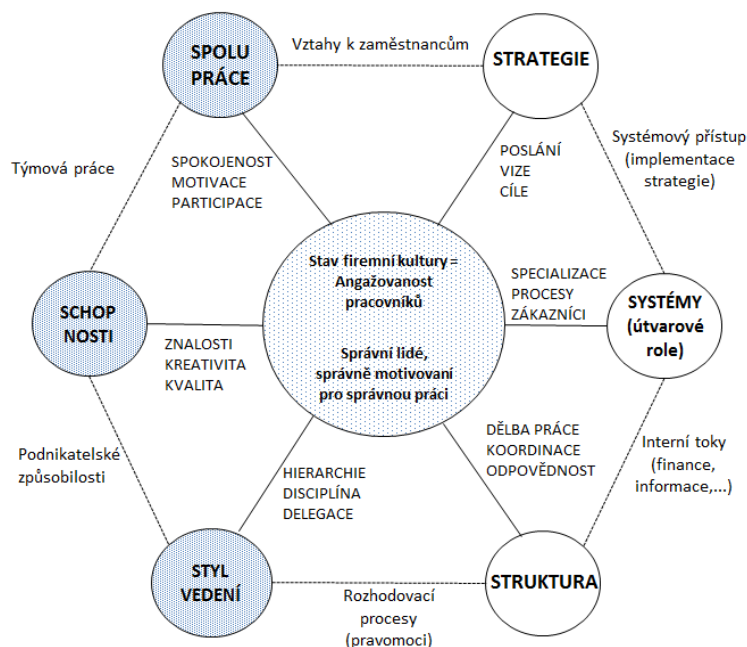 SPOLU
PRÁCE
Vztahy k zaměstnancům
STRATEGIE
Týmová práce
SPOKOJENOST
MOTIVACE
PARTICIPACE
POSLÁNÍ
VIZE
CÍLE
Systémový přístup
(implementace
strategie)
Stav firemní kultury =
Angažovanost
pracovníků
Správní lidé,
správně motivovaní
pro správnou práci
SCHOP
NOSTI
ZNALOSTI
KREATIVITA
KVALITA
SPECIALIZACE
PROCESY
ZÁKAZNÍCI
SYSTÉMY
(útvarové
role)
Podnikatelské
způsobilosti
HIERARCHIE
DISCIPLÍNA
DELEGACE
DĚLBA PRÁCE
KOORDINACE
ODPOVĚDNOST
Interní toky
(finance,
informace,...)
STYL
VEDENÍ
Rozhodovací
procesy
(pravomoci)
STRUKTURA